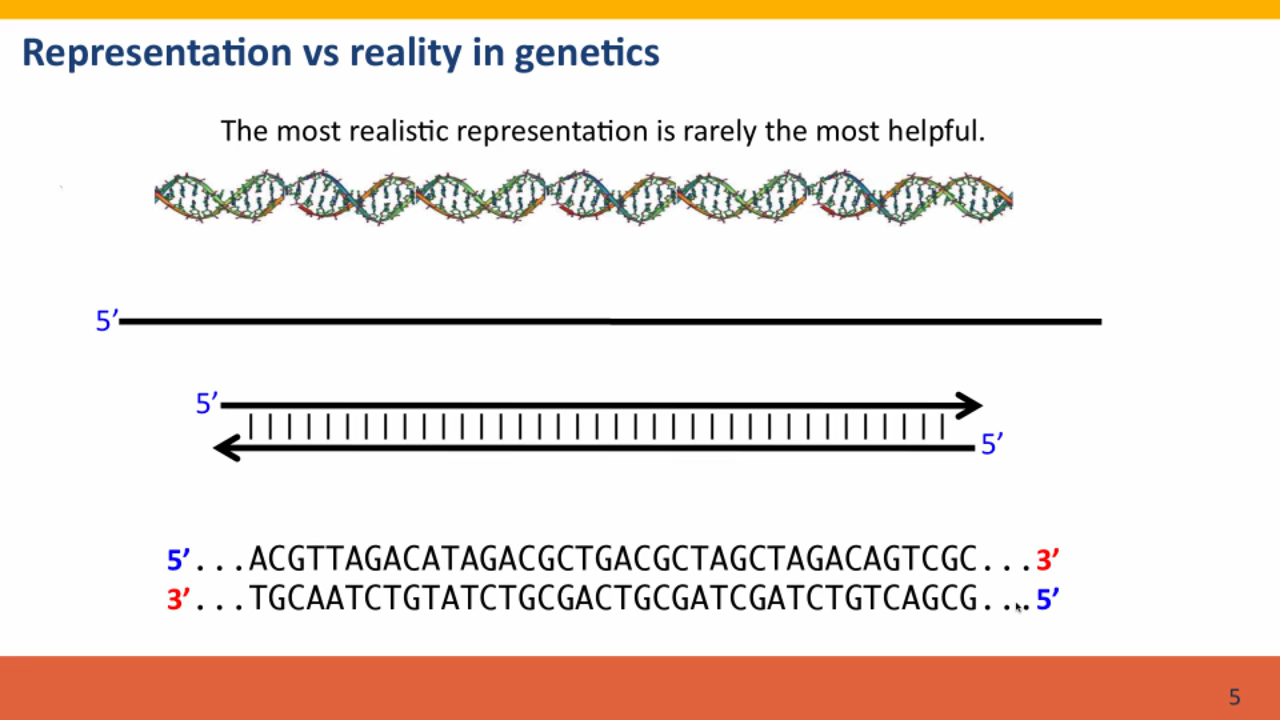 Representation vs reality in genetics
The most realistic representation is rarely the most helpful.
5’
5’
5’
5’...ACGTTAGACATAGACGCTGACGCTAGCTAGACAGTCGC...3’
3’...TGCAATCTGTATCTGCGACTGCGATCGATCTGTCAGCG...5’
5